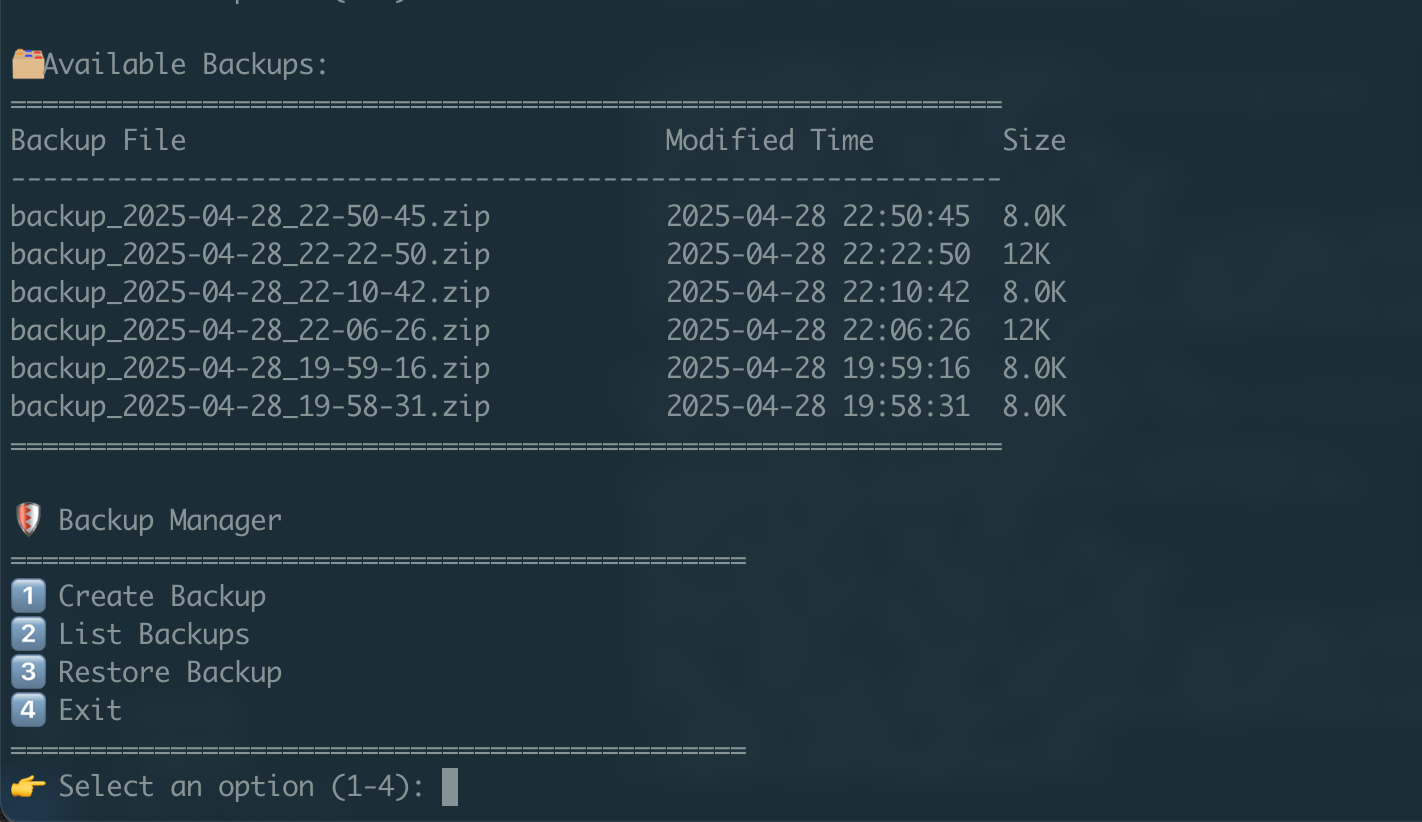 Available Backups:
==============================================================
Backup File                              Modified Time        Size
--------------------------------------------------------------
backup_2025-04-28_22-50-45.zip           2025-04-28 22:50:45  8.0K
backup_2025-04-28_22-22-50.zip           2025-04-28 22:22:50  12K
backup_2025-04-28_22-10-42.zip           2025-04-28 22:10:42  8.0K
backup_2025-04-28_22-06-26.zip           2025-04-28 22:06:26  12K
backup_2025-04-28_19-59-16.zip           2025-04-28 19:59:16  8.0K
backup_2025-04-28_19-58-31.zip           2025-04-28 19:58:31  8.0K
==============================================================
Backup Manager
==============================================
1 Create Backup
2 List Backups
3 Restore Backup
4 Exit
==============================================
Select an option (1-4):